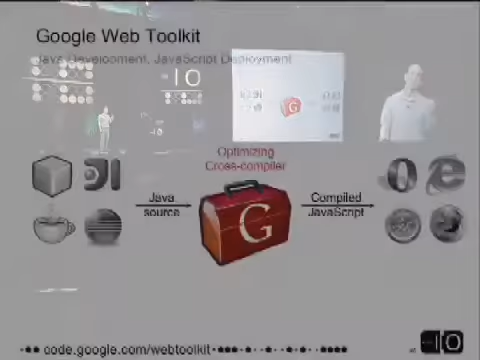 Google Web Toolkit
Java Development, JavaScript Deployment
IO
G
Optimizing
Cross-compiler
Java
source
Compiled
JavaScript
G
code.google.com/webtoolkit
IO